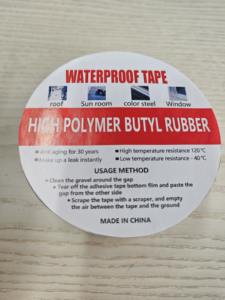 WATERPROOF TAPE
roof Sun room color steel Window
HIGH POLYMER BUTYL RUBBER
Anti aging for 30 years
High temperature resistance 120℃
Make up a leak instantly
Low temperature resistance -40℃
USAGE METHOD
Clean the gravel around the gap
Tear off the adhesive tape bottom film and paste the
gap from the other side
Scrape the tape with a scraper, and empty
the air between the tape and the ground
MADE IN CHINA